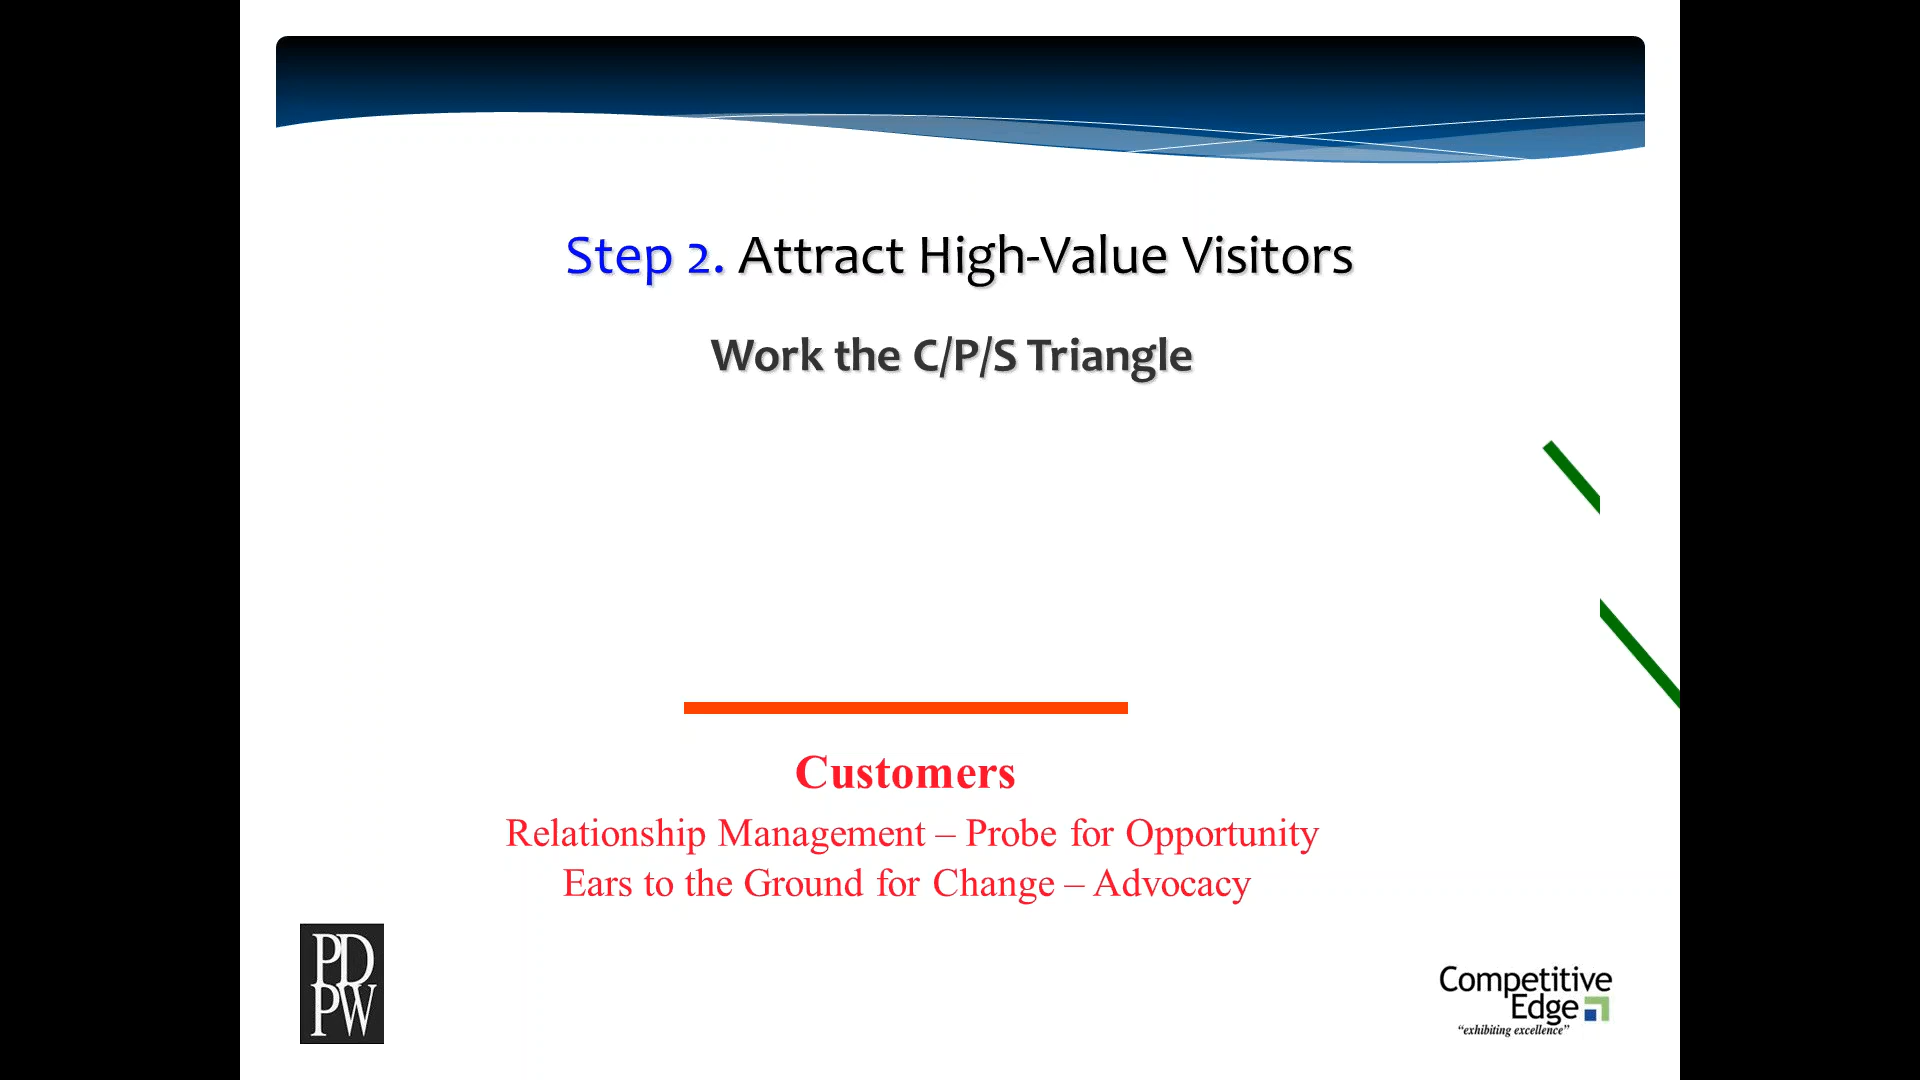 Step 2. Attract High-Value Visitors
Work the C/P/S Triangle
Customers
Relationship Management – Probe for Opportunity
Ears to the Ground for Change – Advocacy
PD
PW
Competitive
Edge
“exhibiting excellence”